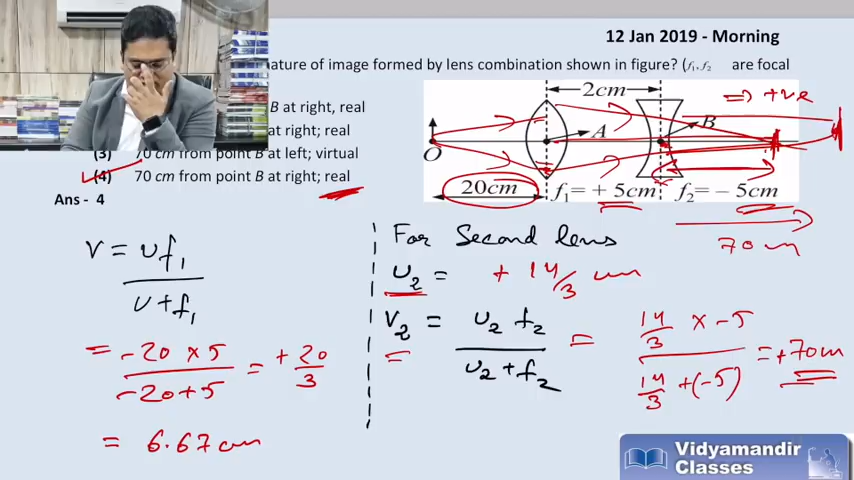 12 Jan 2019 - Morning
nature of image formed by lens combination shown in figure? (f₁, f₂ are focal
B at right, real
at right; real
(3) 70 cm from point B at left; virtual
(4) 70 cm from point B at right; real
Ans - 4
2cm
⇒ +ve
A
B
O
20cm
f₁= + 5cm
f₂= – 5cm
70 cm
V = u f₁
u + f₁
= -20 × 5
-20+5
= + 20
3
= 6.67 cm
For Second lens
u₂ = + 14/3 cm
V₂ = u₂ f₂
u₂ + f₂
= 14/3 × -5
14/3 + (-5)
= +70cm
Vidyamandir
Classes